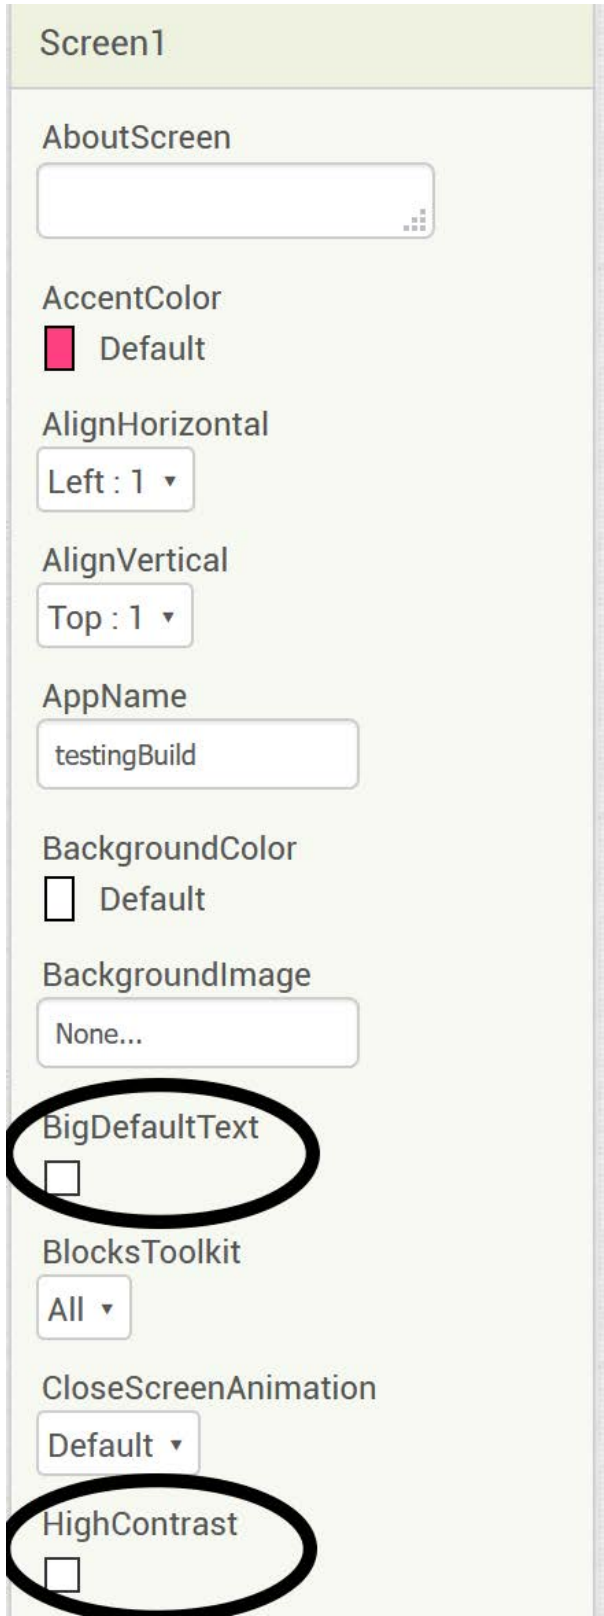 Screen1
AboutScreen
AccentColor
Default
AlignHorizontal
Left : 1
AlignVertical
Top : 1
AppName
testingBuild
BackgroundColor
Default
BackgroundImage
None...
BigDefaultText
BlocksToolkit
All
CloseScreenAnimation
Default
HighContrast